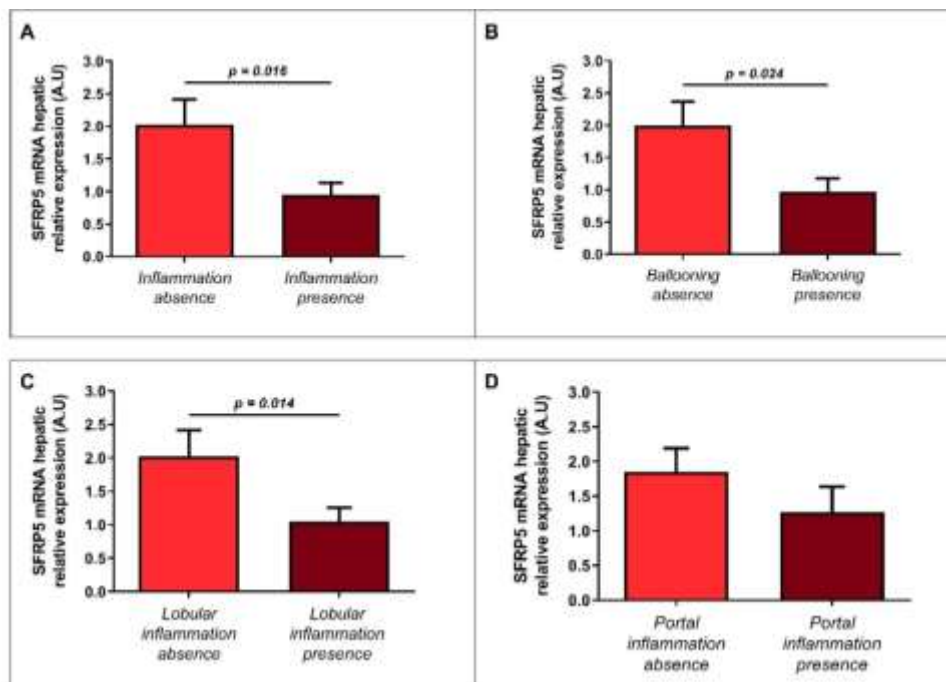 A
SFRP5 mRNA hepatic
relative expression (A.U)
3.0
2.5
2.0
1.5
1.0
0.5
0.0
p = 0.016
Inflammation
absence
Inflammation
presence
B
SFRP5 mRNA hepatic
relative expression (A.U)
3.0
2.5
2.0
1.5
1.0
0.5
0.0
p = 0.024
Ballooning
absence
Ballooning
presence
C
SFRP5 mRNA hepatic
relative expression (A.U)
3.0
2.5
2.0
1.5
1.0
0.5
0.0
p = 0.014
Lobular
inflammation
absence
Lobular
inflammation
presence
D
SFRP5 mRNA hepatic
relative expression (A.U)
3.0
2.5
2.0
1.5
1.0
0.5
0.0
Portal
inflammation
absence
Portal
inflammation
presence